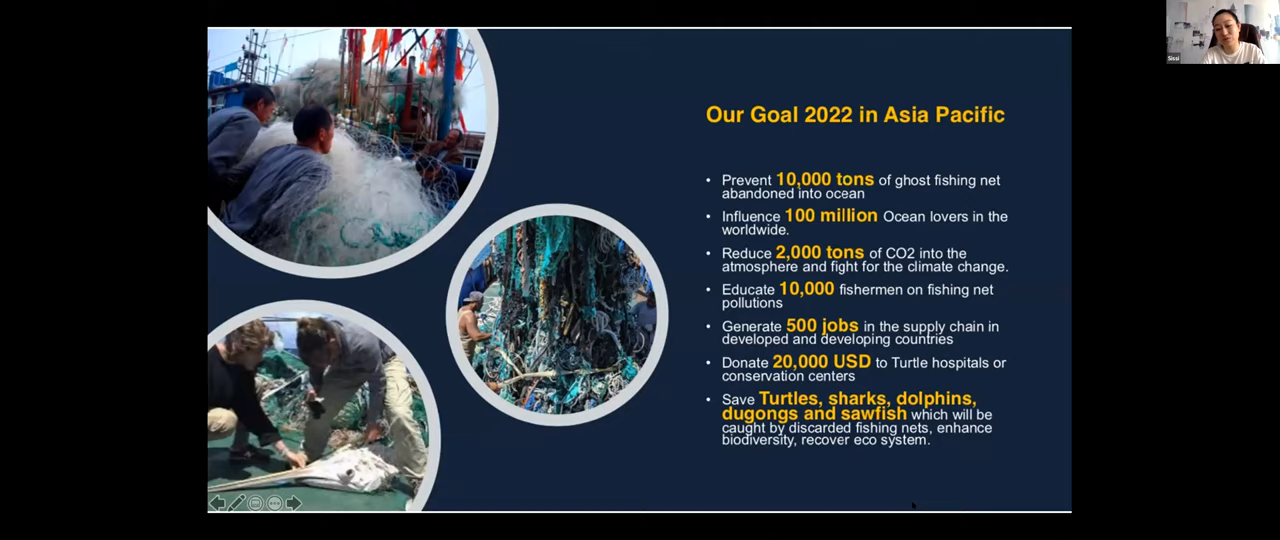 Sissi
Our Goal 2022 in Asia Pacific
• Prevent 10,000 tons of ghost fishing net
abandoned into ocean
• Influence 100 million Ocean lovers in the
worldwide.
• Reduce 2,000 tons of CO2 into the
atmosphere and fight for the climate change.
• Educate 10,000 fishermen on fishing net
pollutions
• Generate 500 jobs in the supply chain in
developed and developing countries
• Donate 20,000 USD to Turtle hospitals or
conservation centers
• Save Turtles, sharks, dolphins,
dugongs and sawfish which will be
caught by discarded fishing nets, enhance
biodiversity, recover eco system.